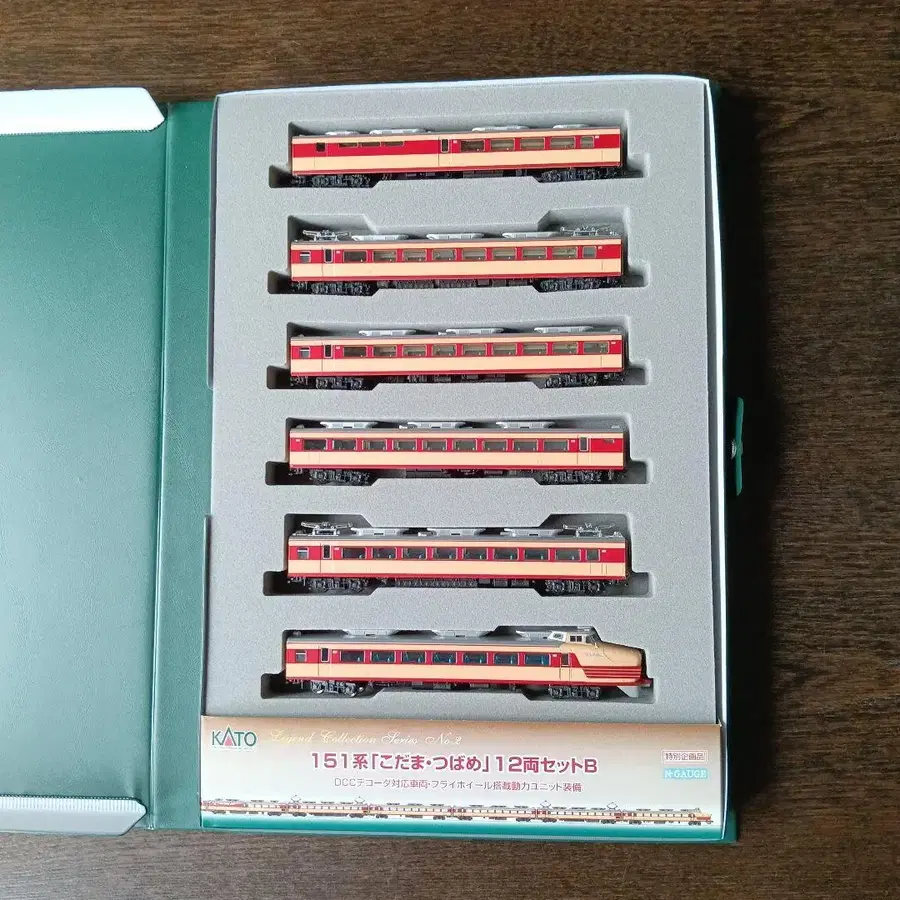 KATO
Legend Collection Series No.2
151系「こだま・つばめ」12両セットB
特別企画品
N-GAUGE
DCCデコーダ対応車両・フライホイール搭載動力ユニット装備